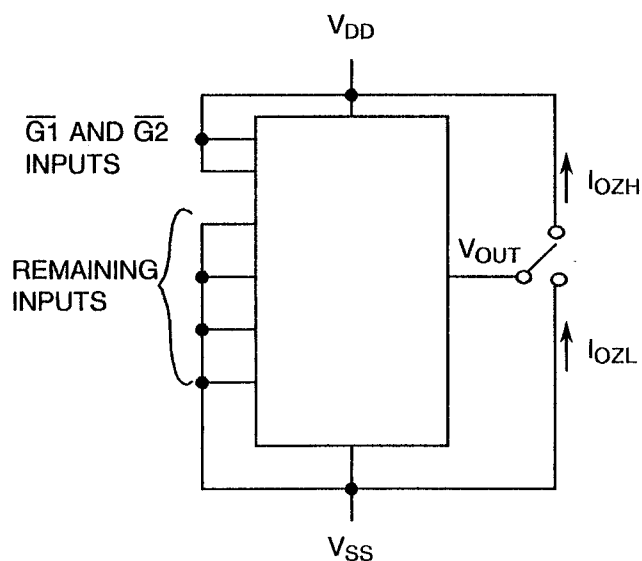 VDD
G1 AND G2
INPUTS
IOZH
VOUT
REMAINING
INPUTS
IOZL
VSS